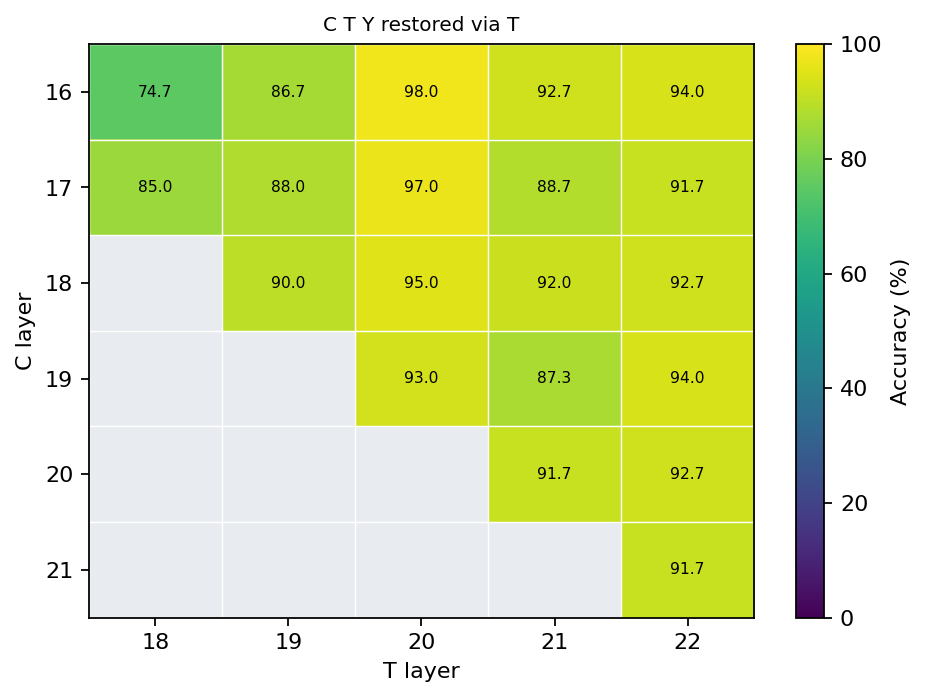 C T Y restored via T
16 74.7 86.7 98.0 92.7 94.0
17 85.0 88.0 97.0 88.7 91.7
18 90.0 95.0 92.0 92.7
19 93.0 87.3 94.0
20 91.7 92.7
21 91.7
18 19 20 21 22
T layer
C layer
100
80
60
40
20
0
Accuracy (%)